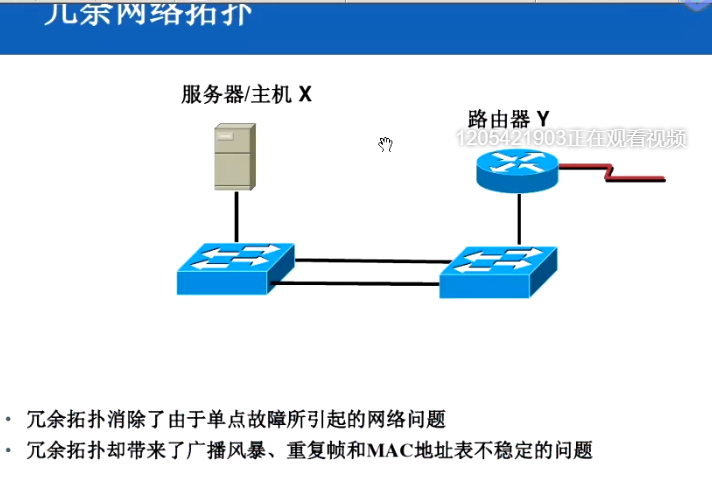 冗余网络拓扑
服务器/主机 X
路由器 Y
1205421903正在观看视频
冗余拓扑消除了由于单点故障所引起的网络问题
冗余拓扑却带来了广播风暴、重复帧和MAC地址表不稳定的问题